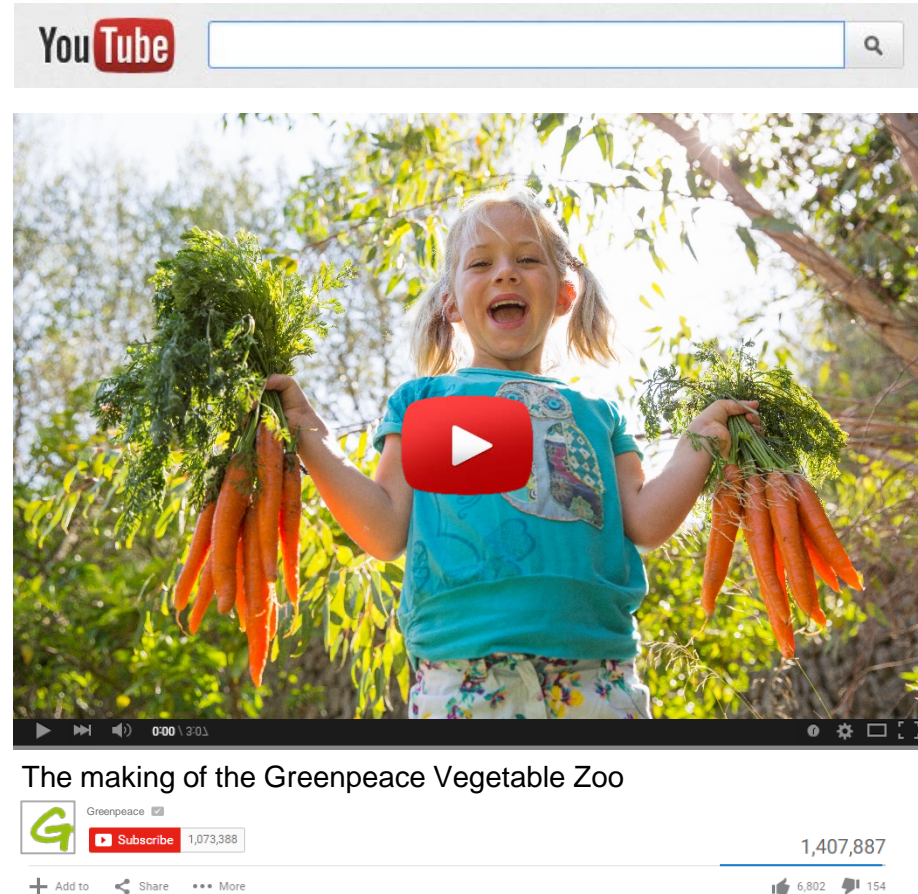 YouTube
0:00 \ 3:01
The making of the Greenpeace Vegetable Zoo
G
Greenpeace
Subscribe 1,073,388
1,407,887
Add to Share More 6,802 154